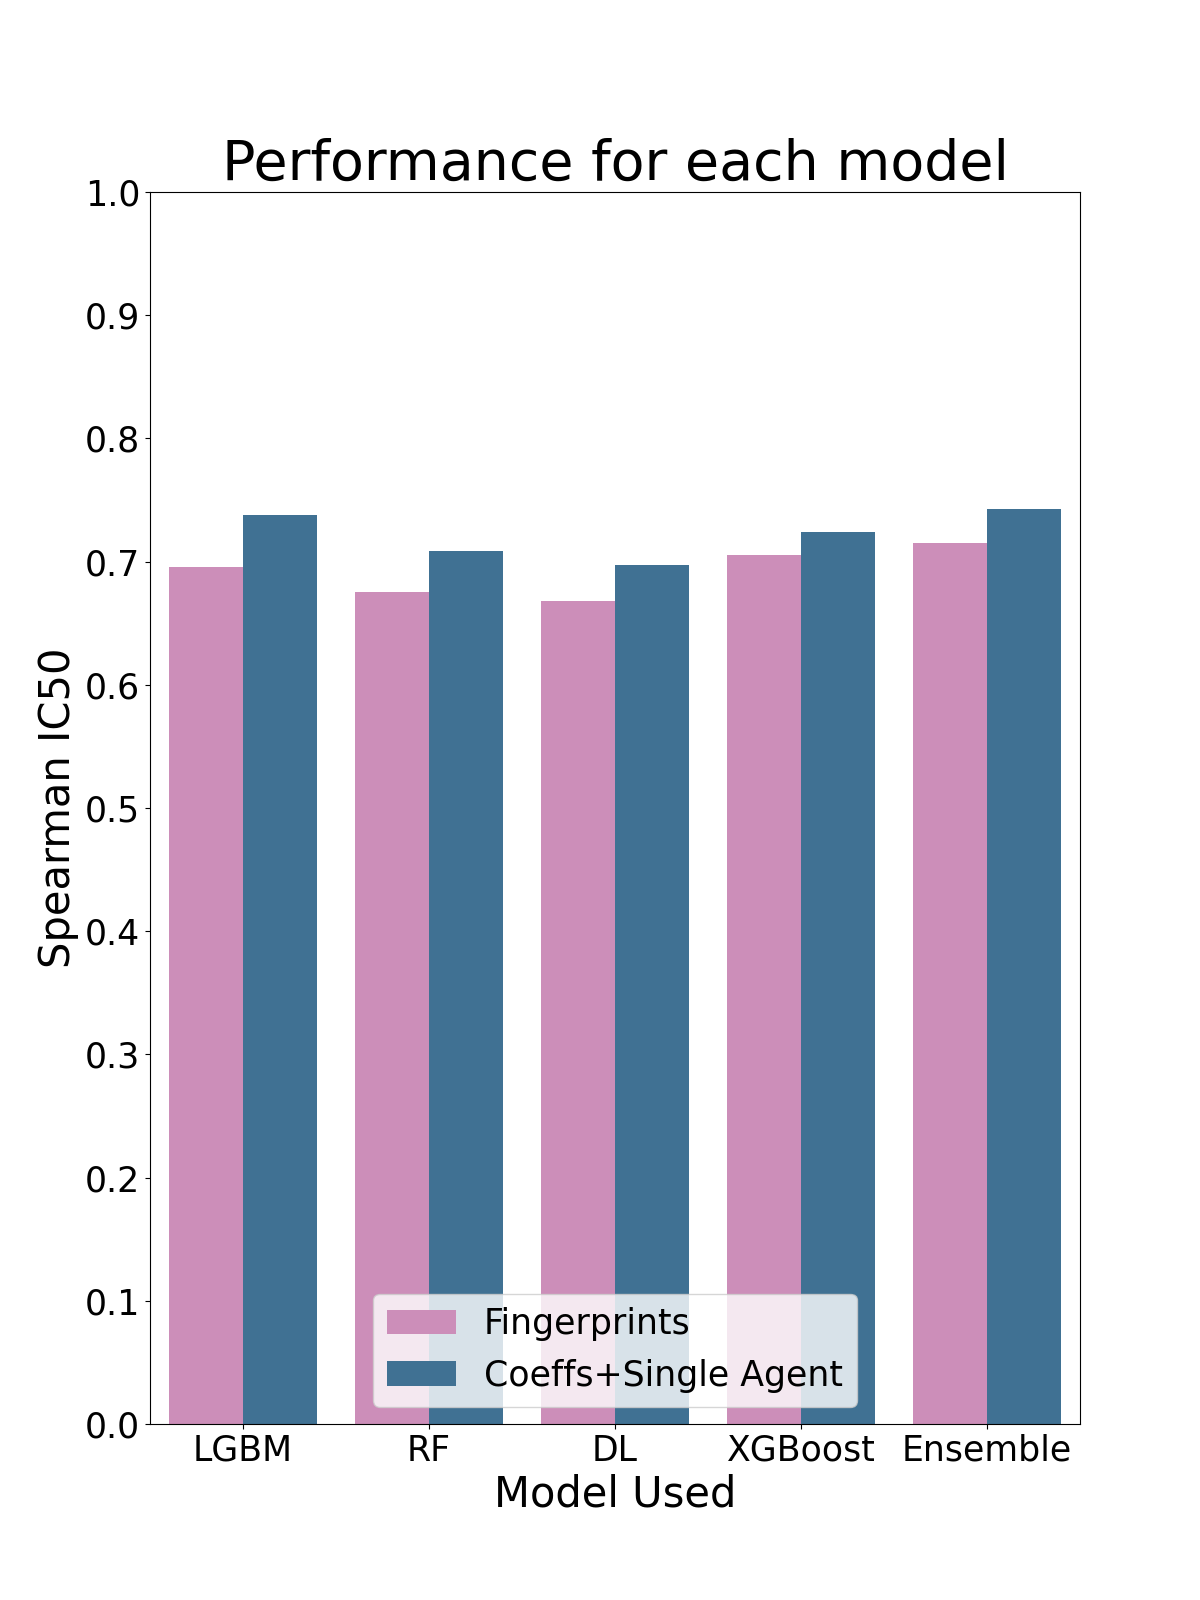 Performance for each model
1.0
0.9
0.8
0.7
0.6
0.5
0.4
0.3
0.2
0.1
0.0
Spearman IC50
Fingerprints
Coeffs+Single Agent
LGBM RF DL XGBoost Ensemble
Model Used